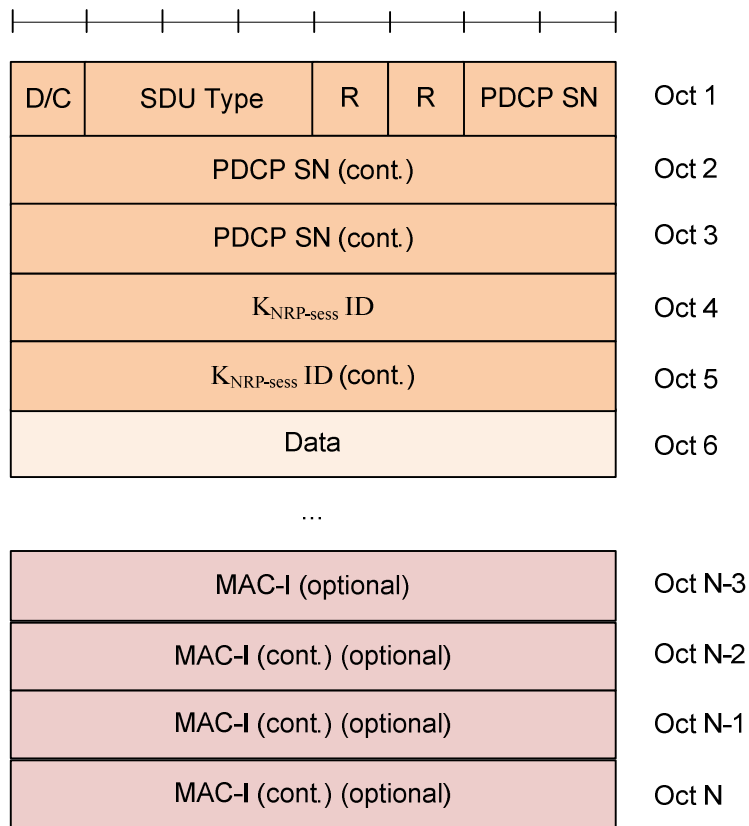 D/C SDU Type R R PDCP SN Oct 1
PDCP SN (cont.) Oct 2
PDCP SN (cont.) Oct 3
KNRP-sess ID Oct 4
KNRP-sess ID (cont.) Oct 5
Data Oct 6
...
MAC-I (optional) Oct N-3
MAC-I (cont.) (optional) Oct N-2
MAC-I (cont.) (optional) Oct N-1
MAC-I (cont.) (optional) Oct N